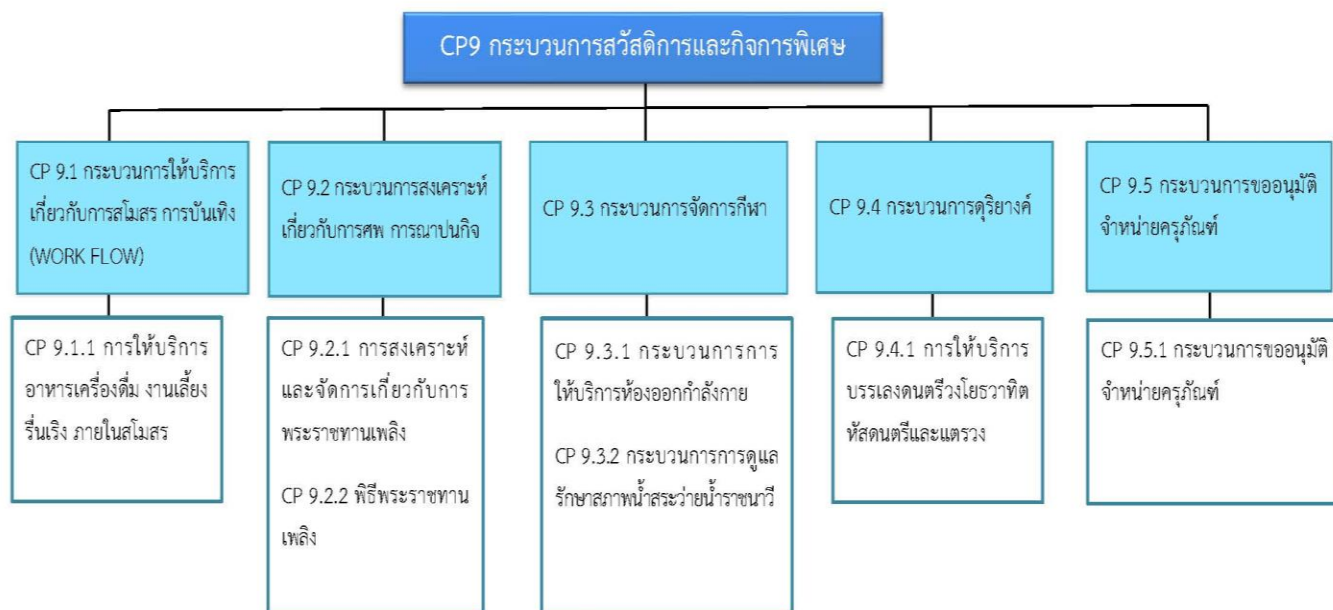 CP9 กระบวนการสวัสดิการและกิจการพิเศษ
CP 9.1 กระบวนการให้บริการ
เกี่ยวกับการสโมสร การบันเทิง
(WORK FLOW)
CP 9.2 กระบวนการสงเคราะห์
เกี่ยวกับการศพ การณาปนกิจ
CP 9.3 กระบวนการจัดการกีฬา
CP 9.4 กระบวนการดุริยางค์
CP 9.5 กระบวนการขออนุมัติ
จำหน่ายครุภัณฑ์
CP 9.1.1 การให้บริการ
อาหารเครื่องดื่ม งานเลี้ยง
รื่นเริง ภายในสโมสร
CP 9.2.1 การสงเคราะห์
และจัดการเกี่ยวกับการ
พระราชทานเพลิง
CP 9.2.2 พิธีพระราชทาน
เพลิง
CP 9.3.1 กระบวนการการ
ให้บริการห้องออกกำลังกาย
CP 9.3.2 กระบวนการการดูแล
รักษาสภาพน้ำสระว่ายน้ำราชนาวี
CP 9.4.1 การให้บริการ
บรรเลงดนตรีวงโยธวาทิต
หัสดนตรีและแตรวง
CP 9.5.1 กระบวนการขออนุมัติ
จำหน่ายครุภัณฑ์